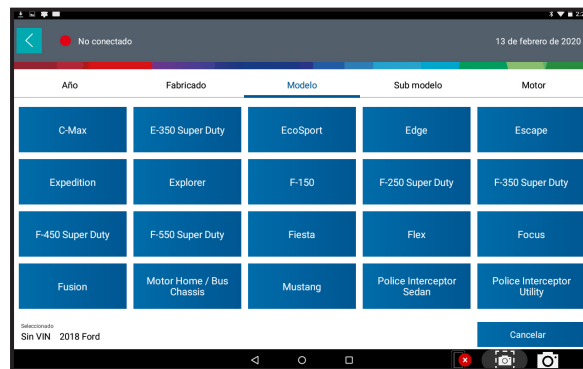 No conectado
13 de febrero de 2020
Año
Fabricado
Modelo
Sub modelo
Motor
C-Max
E-350 Super Duty
EcoSport
Edge
Escape
Expedition
Explorer
F-150
F-250 Super Duty
F-350 Super Duty
F-450 Super Duty
F-550 Super Duty
Fiesta
Flex
Focus
Fusion
Motor Home / Bus
Chassis
Mustang
Police Interceptor
Sedan
Police Interceptor
Utility
Seleccionado
Sin VIN 2018 Ford
Cancelar